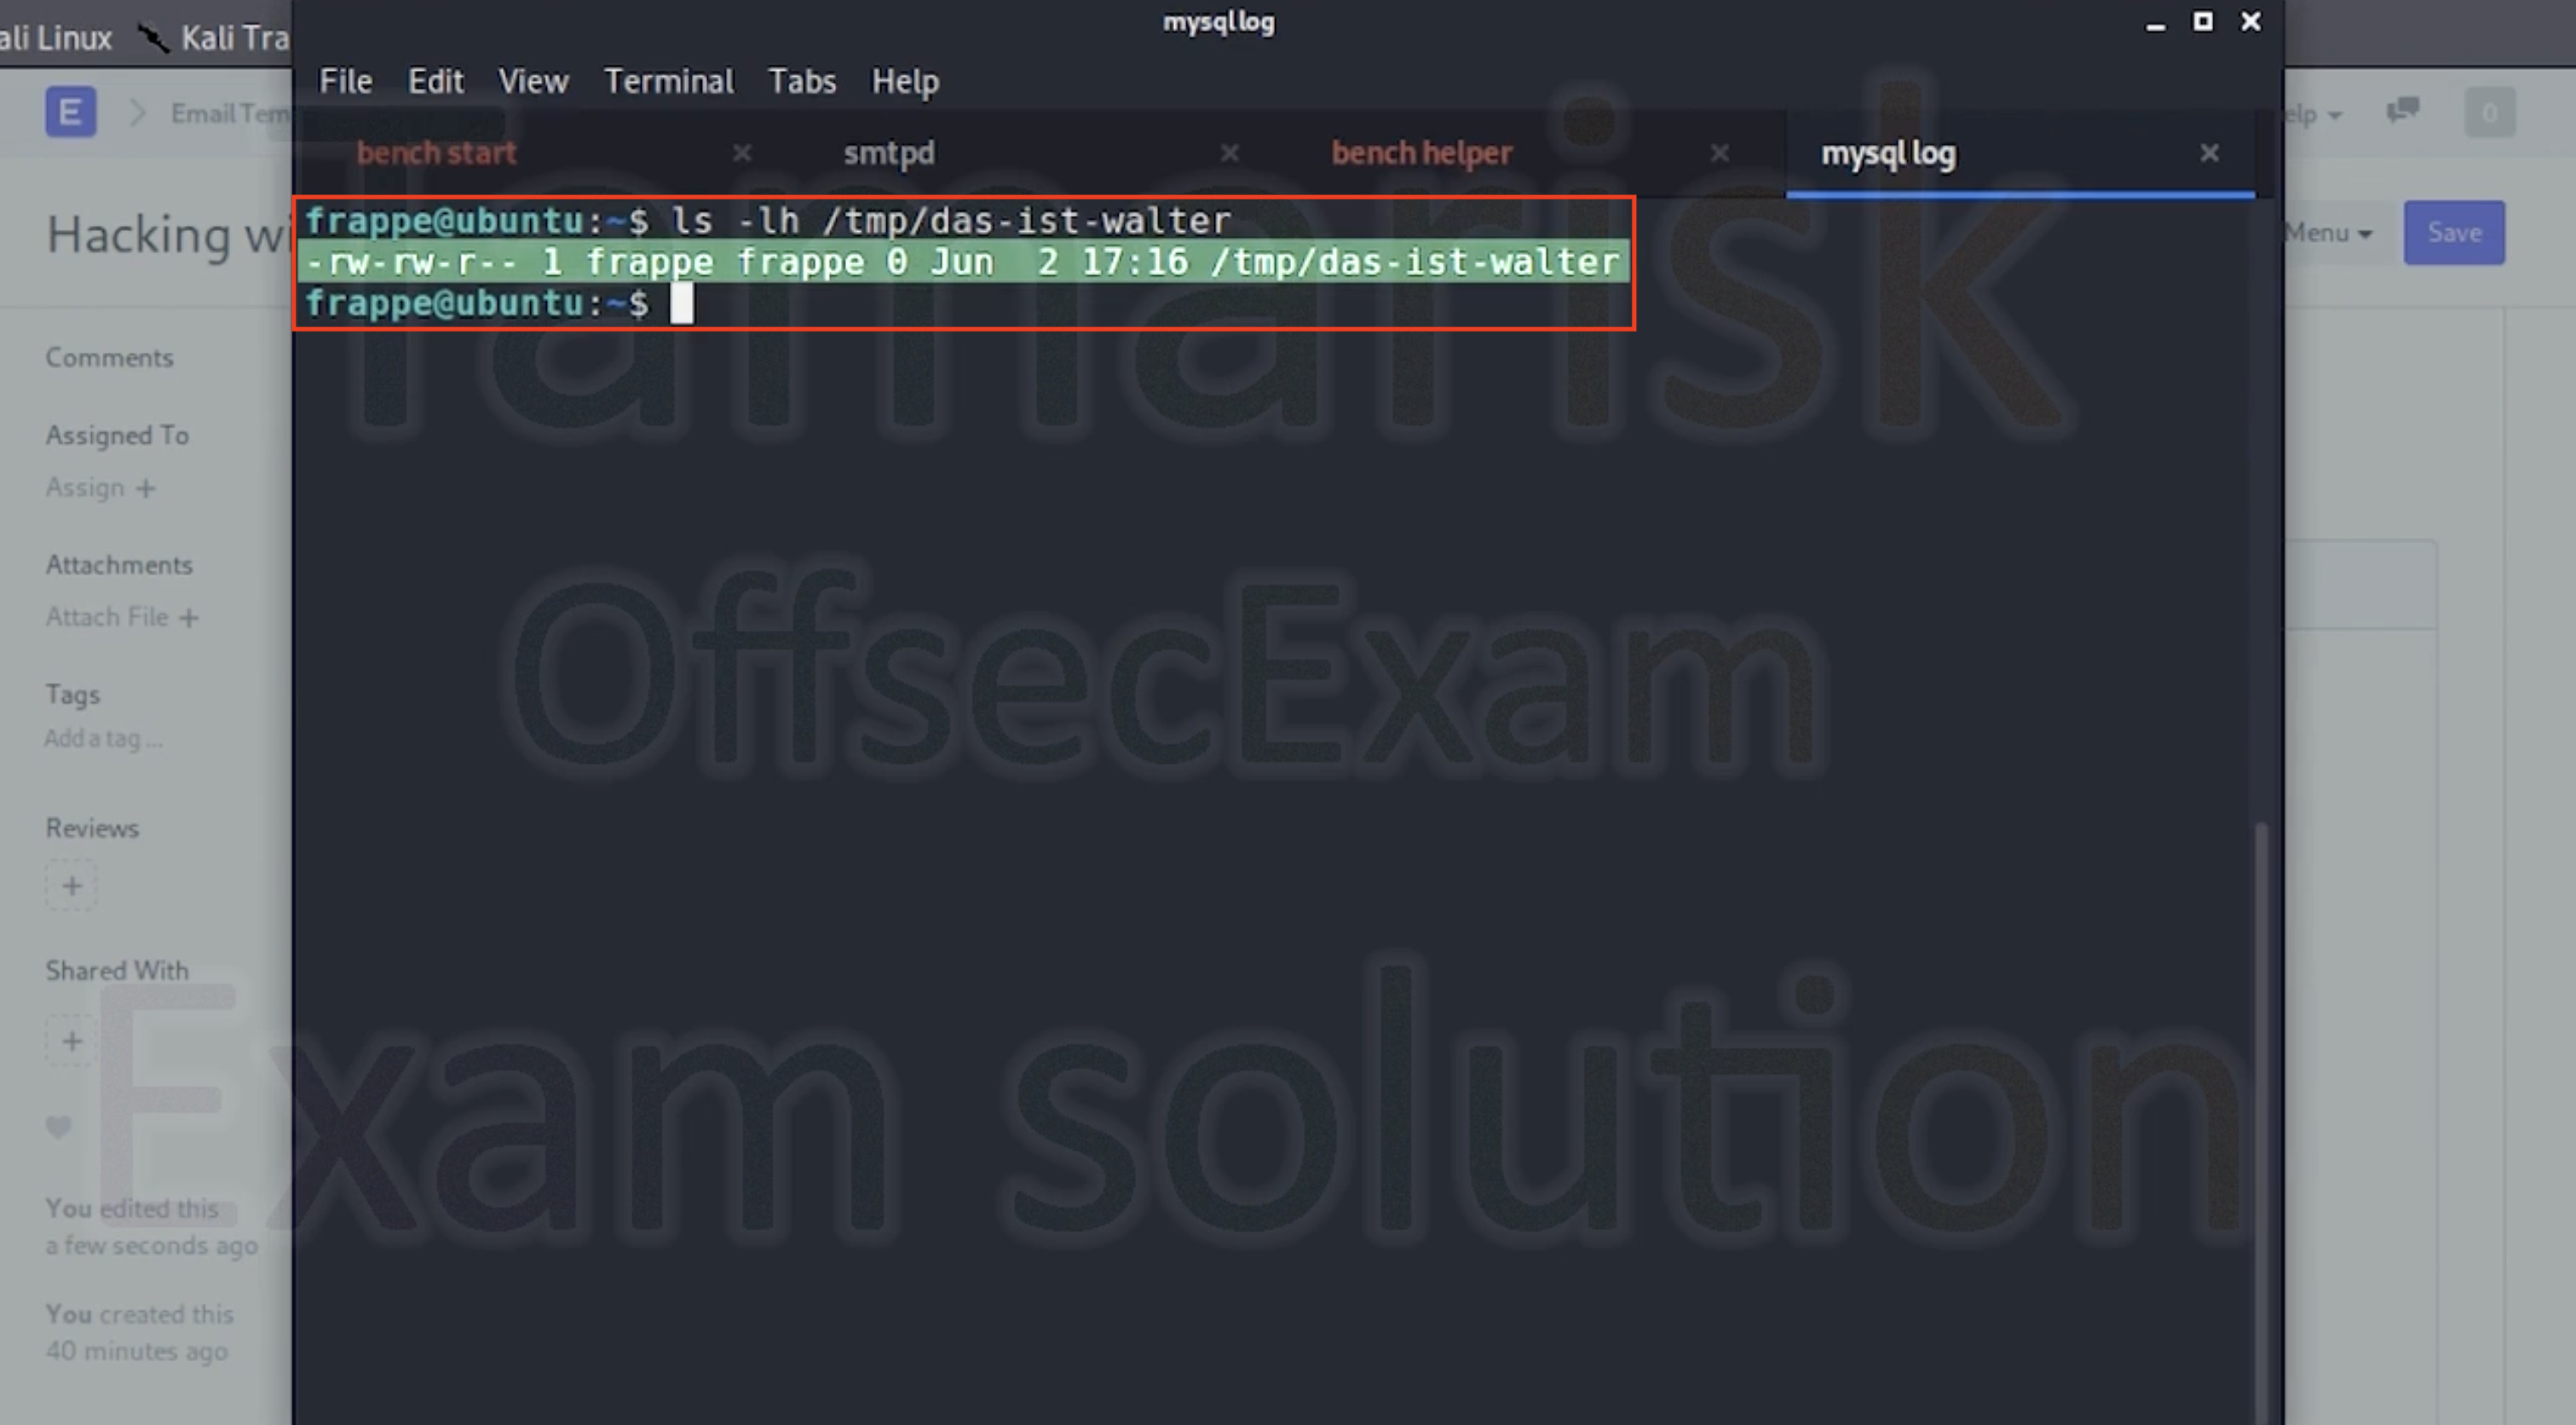 mysql log
ali Linux
Kali Tra
File Edit View Terminal Tabs Help
E
Email Tem
elp
0
bench start
smtpd
bench helper
mysql log
Hacking wi
Menu
Save
frappe@ubuntu:~$ ls -lh /tmp/das-ist-walter
-rw-rw-r-- 1 frappe frappe 0 Jun  2 17:16 /tmp/das-ist-walter
frappe@ubuntu:~$
Tamarisk
Comments
Assigned To
Assign +
Attachments
Attach File +
OffsecExam
Tags
Add a tag ...
Reviews
+
Shared With
+
Exam solution
You edited this
a few seconds ago
You created this
40 minutes ago